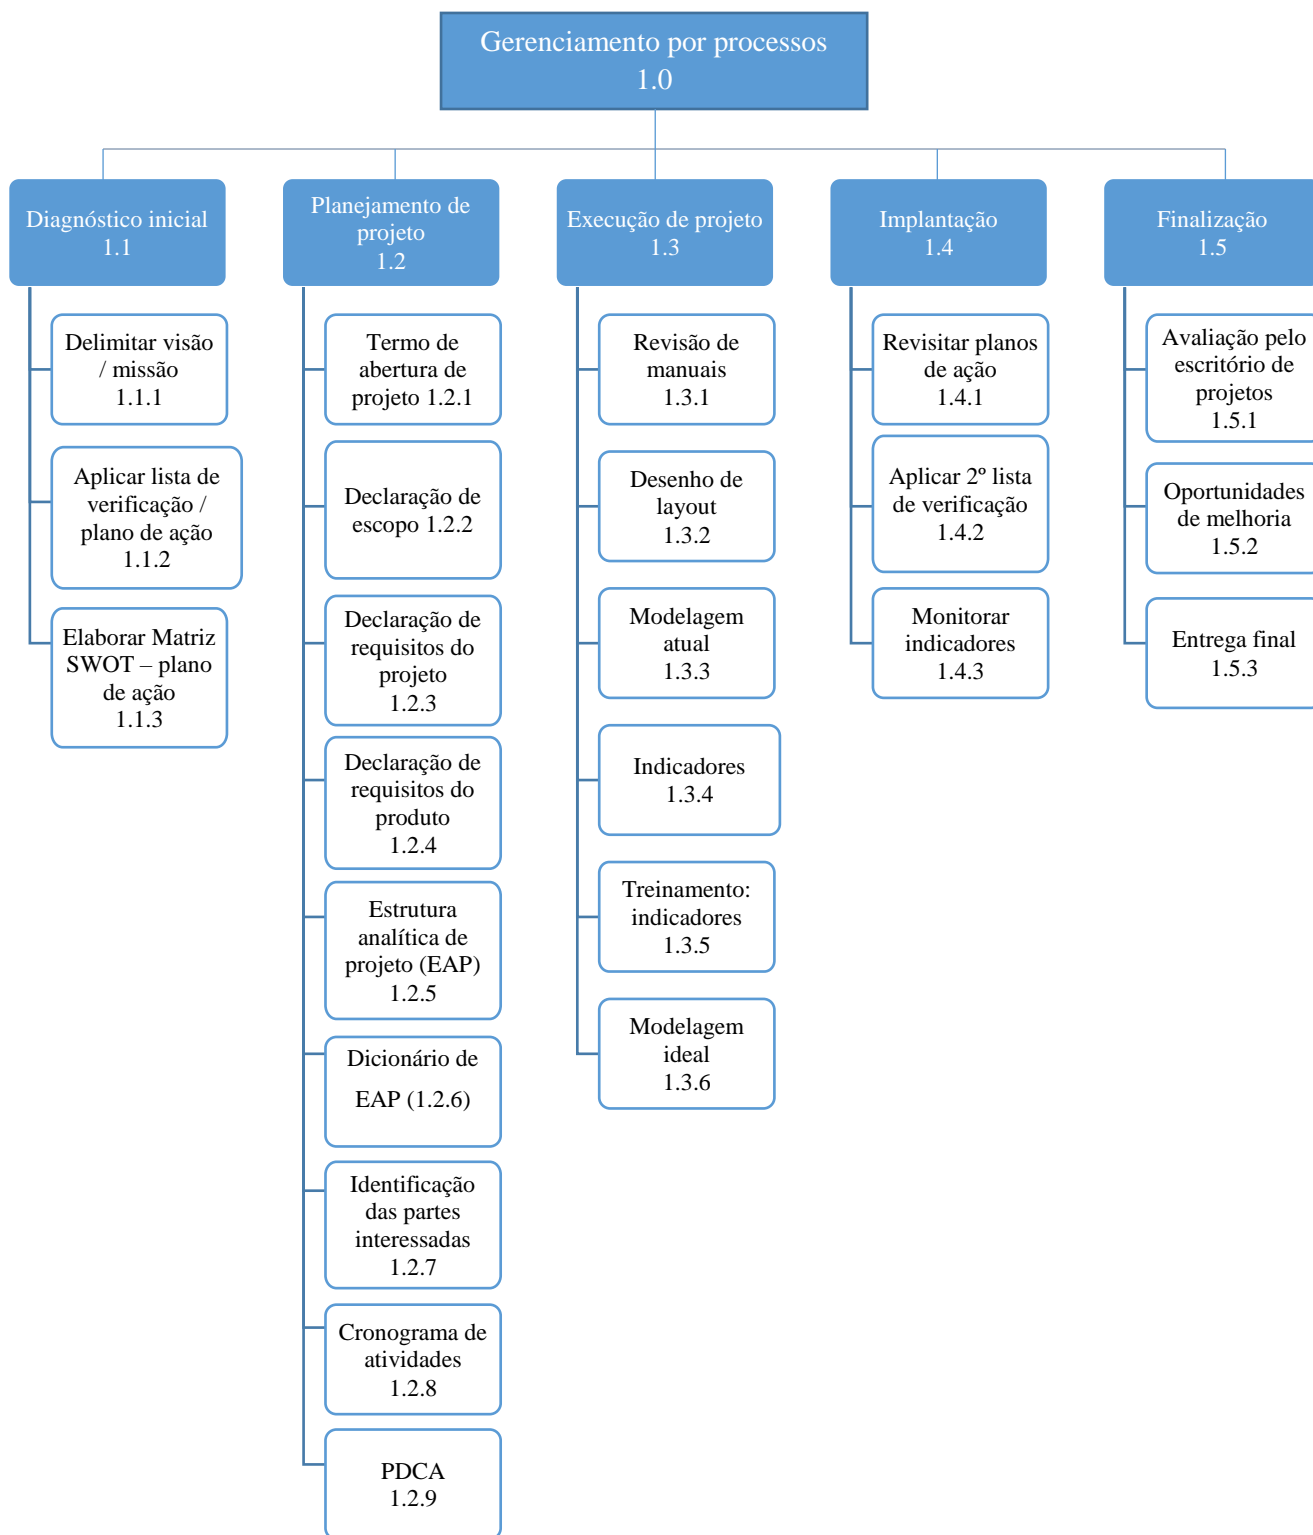 Gerenciamento por processos
1.0
Diagnóstico inicial
1.1
Delimitar visão
/ missão
1.1.1
Aplicar lista de
verificação /
plano de ação
1.1.2
Elaborar Matriz
SWOT – plano
de ação
1.1.3
Planejamento de
projeto
1.2
Termo de
abertura de
projeto 1.2.1
Declaração de
escopo 1.2.2
Declaração de
requisitos do
projeto
1.2.3
Declaração de
requisitos do
produto
1.2.4
Estrutura
analítica de
projeto (EAP)
1.2.5
Dicionário de
EAP (1.2.6)
Identificação
das partes
interessadas
1.2.7
Cronograma de
atividades
1.2.8
PDCA
1.2.9
Execução de projeto
1.3
Revisão de
manuais
1.3.1
Desenho de
layout
1.3.2
Modelagem
atual
1.3.3
Indicadores
1.3.4
Treinamento:
indicadores
1.3.5
Modelagem
ideal
1.3.6
Implantação
1.4
Revisitar planos
de ação
1.4.1
Aplicar 2º lista
de verificação
1.4.2
Monitorar
indicadores
1.4.3
Finalização
1.5
Avaliação pelo
escritório de
projetos
1.5.1
Oportunidades
de melhoria
1.5.2
Entrega final
1.5.3